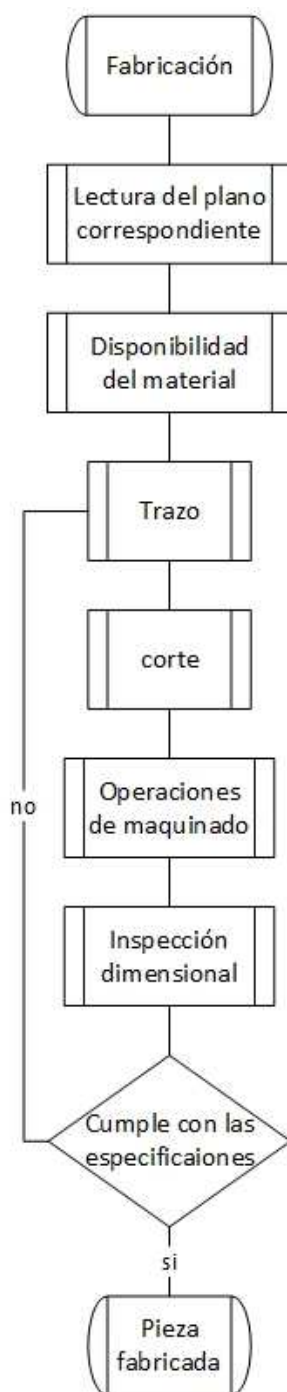 Fabricación
Lectura del plano
correspondiente
Disponibilidad
del material
Trazo
corte
Operaciones
de maquinado
no
Inspección
dimensional
Cumple con las
especificaiones
si
Pieza
fabricada